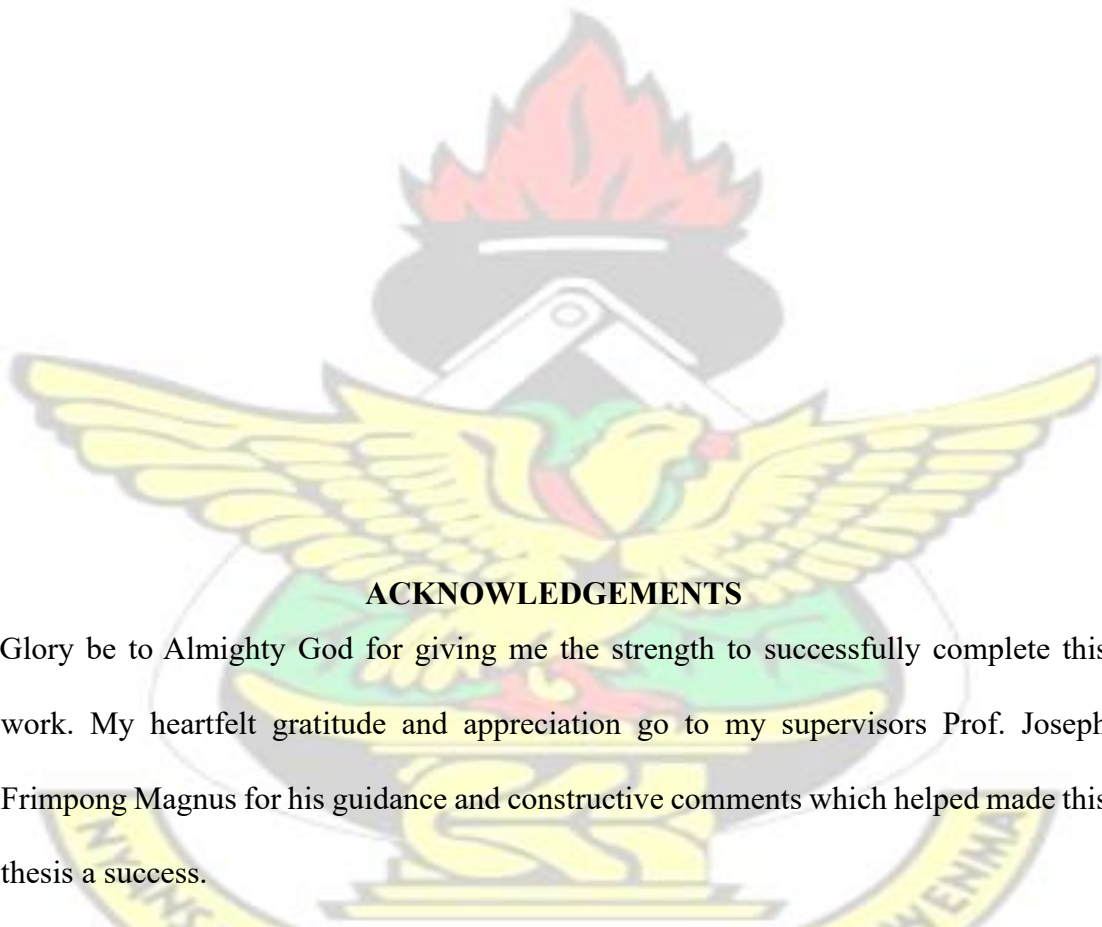 ACKNOWLEDGEMENTS
Glory be to Almighty God for giving me the strength to successfully complete this
work. My heartfelt gratitude and appreciation go to my supervisors Prof. Joseph
Frimpong Magnus for his guidance and constructive comments which helped made this
thesis a success.